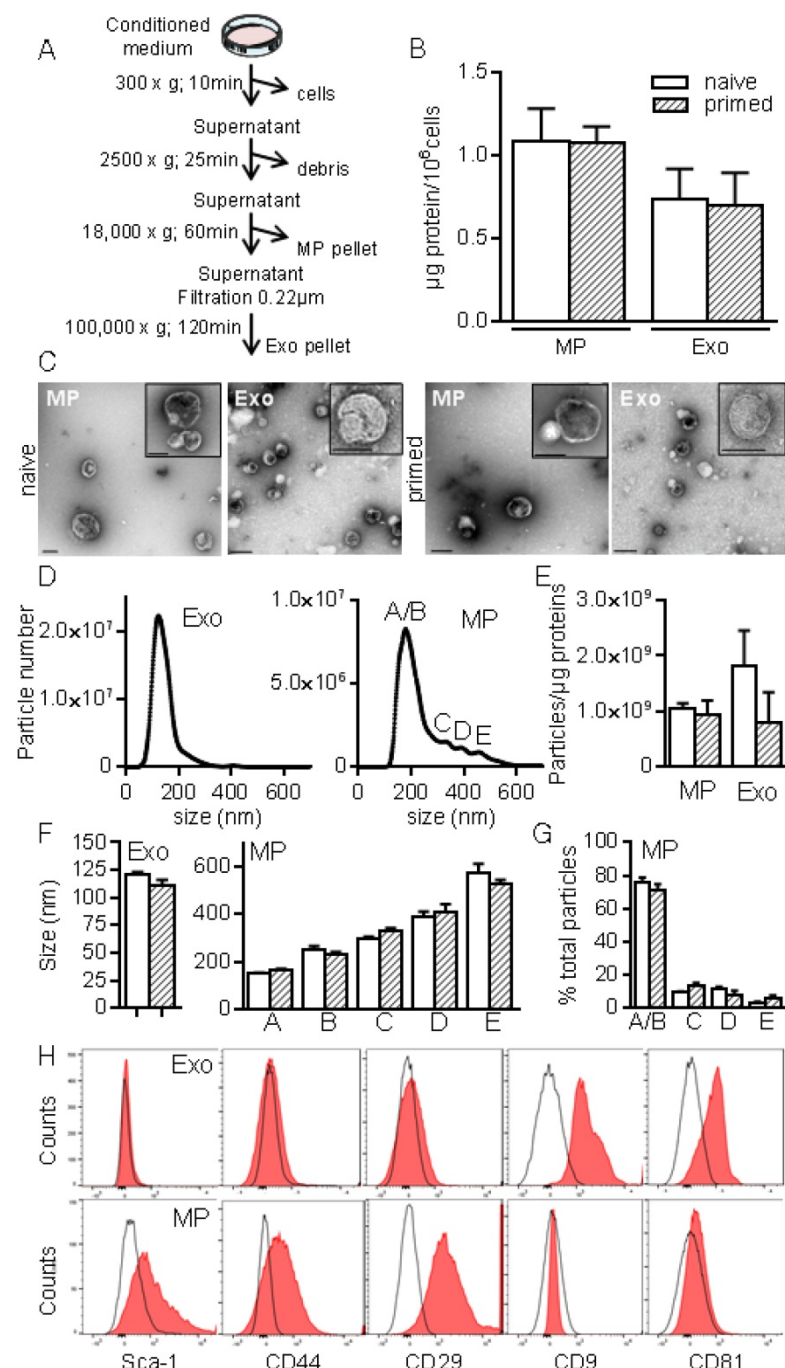 A
Conditioned
medium
300 x g; 10min
cells
Supernatant
2500 x g; 25min
debris
Supernatant
18,000 x g; 60min
MP pellet
Supernatant
Filtration 0.22µm
100,000 x g; 120min
Exo pellet
B
µg protein/10⁶cells
1.5
1.0
0.5
0.0
naive
primed
MP Exo
C
naive
MP Exo
primed
MP Exo
D
Particle number
2.0x10⁷
1.0x10⁷
0
Exo
0 200 400 600
size (nm)
1.0x10⁷
5.0x10⁶
0
A/B MP
C D E
0 200 400 600
size (nm)
E
Particles/µg proteins
3.0x10⁹
2.0x10⁹
1.0x10⁹
0
MP Exo
F
Size (nm)
150
125
100
75
50
25
0
Exo
MP
600
400
200
0
A B C D E
G
% total particles
100
80
60
40
20
0
MP
A/B C D E
H
Counts
Exo
Counts
MP
Sca-1 CD44 CD29 CD9 CD81